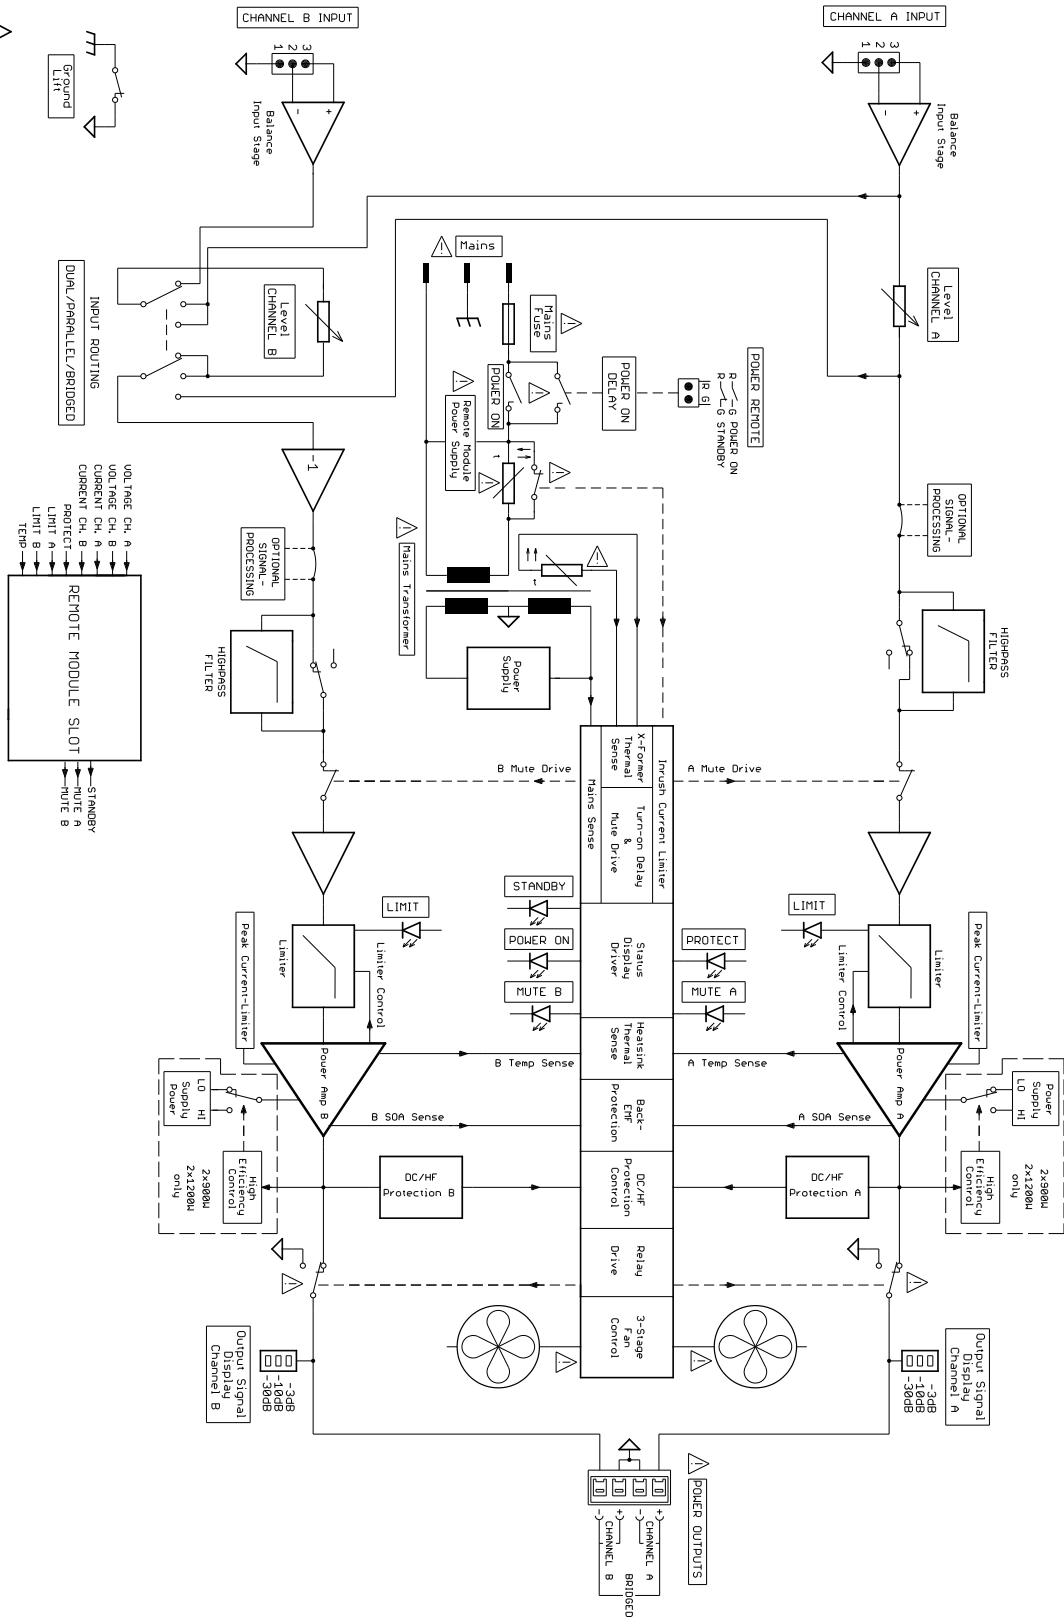 CHANNEL B INPUT
1
2
3
Balance
Input Stage
-
+
CHANNEL A INPUT
1
2
3
Balance
Input Stage
-
+
Ground
Lift
Level
CHANNEL A
Level
CHANNEL B
INPUT ROUTING
DUAL/PARALLEL/BRIDGED
Mains
Mains
Fuse
POWER ON
POWER ON
DELAY
R G
POWER REMOTE
R G POWER ON
R G STANDBY
Remote Module
Power Supply
t
t
Mains Transformer
Power
Supply
-1
OPTIONAL
SIGNAL-
PROCESSING
HIGHPASS
FILTER
OPTIONAL
SIGNAL-
PROCESSING
HIGHPASS
FILTER
VOLTAGE CH. A
VOLTAGE CH. B
CURRENT CH. A
CURRENT CH. B
PROTECT
LIMIT A
LIMIT B
TEMP
REMOTE MODULE SLOT
STANDBY
MUTE A
MUTE B
B Mute Drive
A Mute Drive
Inrush Current Limiter
X-Former
Thermal
Sense
Turn-on Delay
&
Mute Drive
Mains Sense
STANDBY
POWER ON
MUTE B
Status
Display
Driver
PROTECT
MUTE A
LIMIT
Limiter
Limiter Control
Peak Current-Limiter
LIMIT
Limiter
Limiter Control
Peak Current-Limiter
Power Amp B
Power Amp A
B Temp Sense
Heatsink
Thermal
Sense
A Temp Sense
B SOA Sense
Back-
EMF
Protection
A SOA Sense
Power
Supply
LO HI
High
Efficiency
Control
2x900W
2x1200W
only
Power
Supply
LO HI
High
Efficiency
Control
2x900W
2x1200W
only
DC/HF
Protection B
DC/HF
Protection
Control
DC/HF
Protection A
Relay
Drive
3-Stage
Fan
Control
Output Signal
Display
Channel B
-3dB
-10dB
-30dB
Output Signal
Display
Channel A
-3dB
-10dB
-30dB
POWER OUTPUTS
+
-
CHANNEL A
+
-
CHANNEL B
BRIDGED